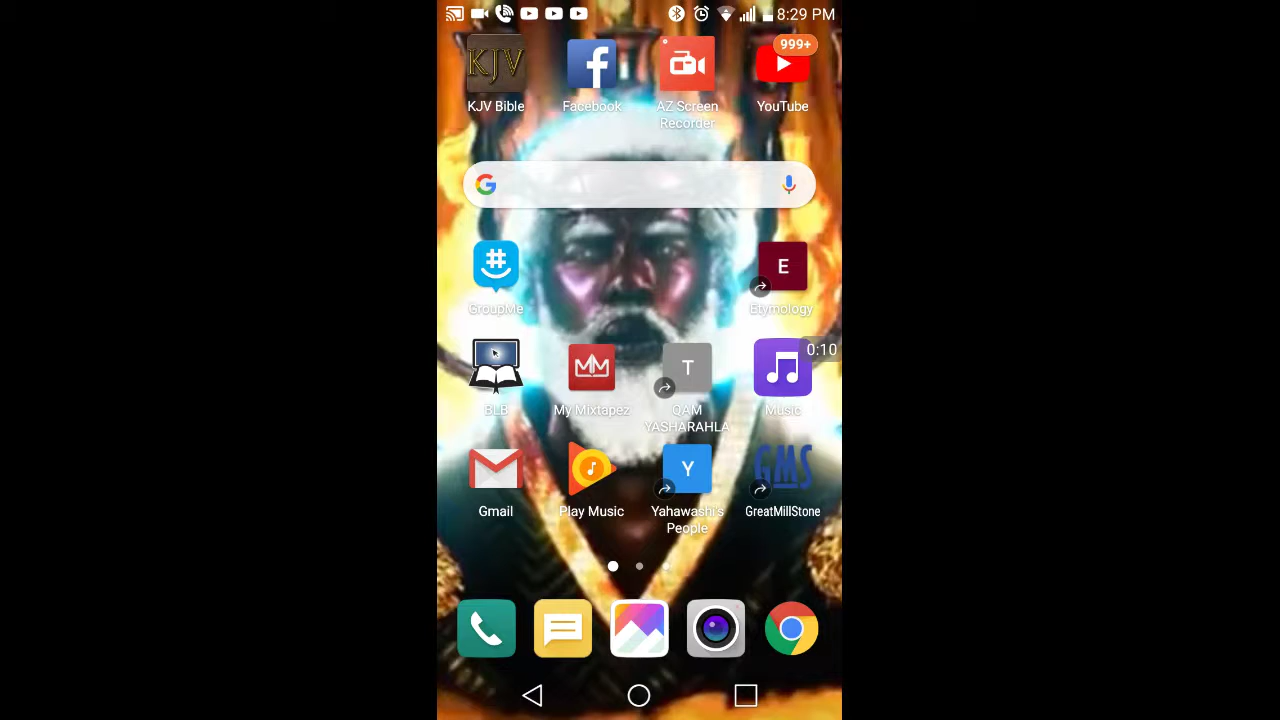 8:29 PM
999+
KJV
KJV Bible
Facebook
AZ Screen
Recorder
YouTube
GroupMe
E
Etymology
0:10
T
BLB
My Mixtapez
QAM
YASHARAHLA
Music
Y
GMS
Gmail
Play Music
Yahawashi's
People
GreatMillStone